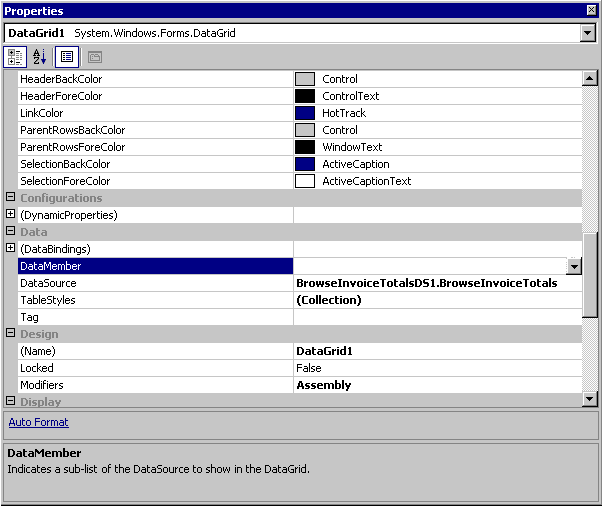 Properties
DataGrid1 System.Windows.Forms.DataGrid
HeaderBackColor Control
HeaderForeColor ControlText
LinkColor HotTrack
ParentRowsBackColor Control
ParentRowsForeColor WindowText
SelectionBackColor ActiveCaption
SelectionForeColor ActiveCaptionText
Configurations
(DynamicProperties)
Data
(DataBindings)
DataMember
DataSource BrowseInvoiceTotalsDS1.BrowseInvoiceTotals
TableStyles (Collection)
Tag
Design
(Name) DataGrid1
Locked False
Modifiers Assembly
Display
Auto Format
DataMember
Indicates a sub-list of the DataSource to show in the DataGrid.